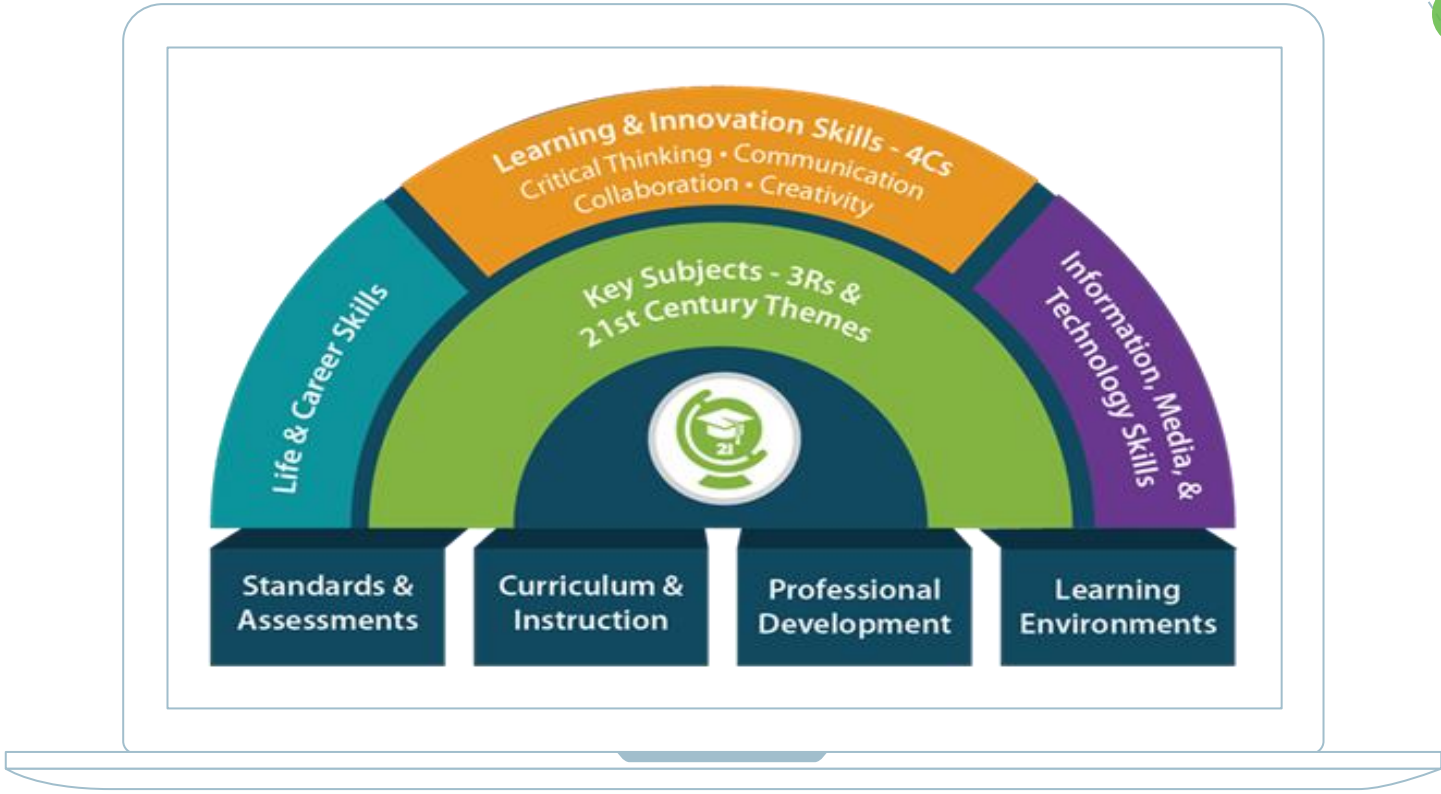 Learning & Innovation Skills - 4Cs
Critical Thinking • Communication
Collaboration • Creativity
Life & Career Skills
Key Subjects - 3Rs &
21st Century Themes
Information, Media, &
Technology Skills
21
Standards &
Assessments
Curriculum &
Instruction
Professional
Development
Learning
Environments